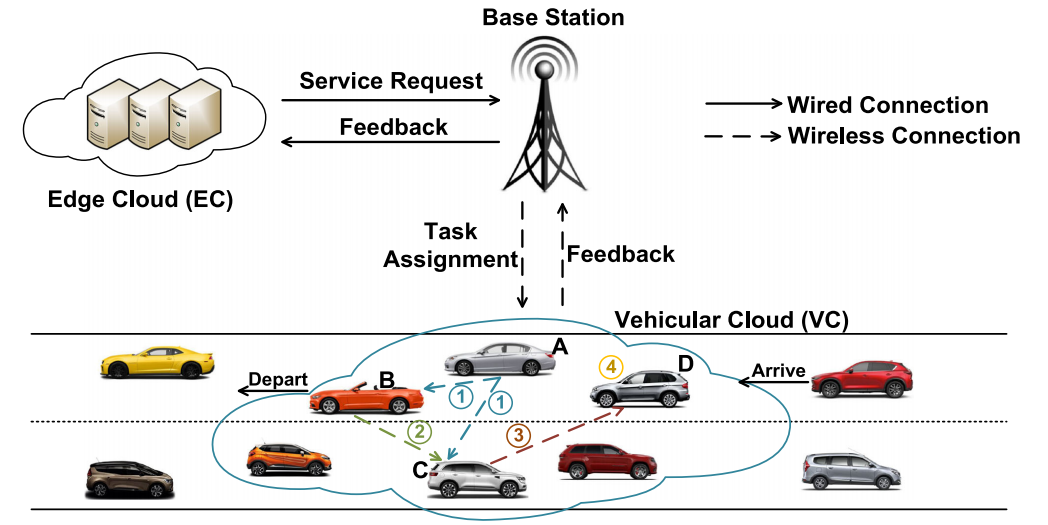 Base Station
Service Request
Feedback
Edge Cloud (EC)
Wired Connection
Wireless Connection
Task
Assignment
Feedback
Vehicular Cloud (VC)
A
4
D
Arrive
Depart
B
1
1
2
3
C